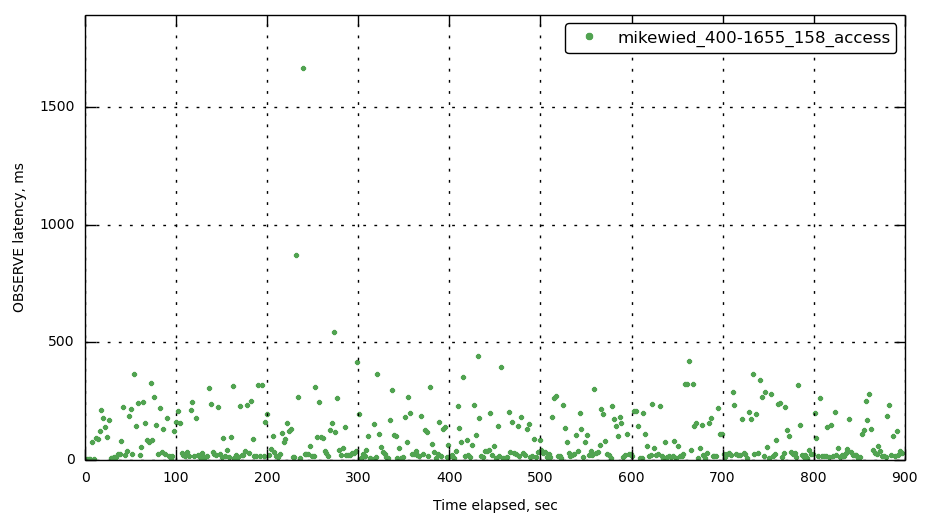 mikewied_400-1655_158_access
1500
1000
500
0
OBSERVE latency, ms
0 100 200 300 400 500 600 700 800 900
Time elapsed, sec